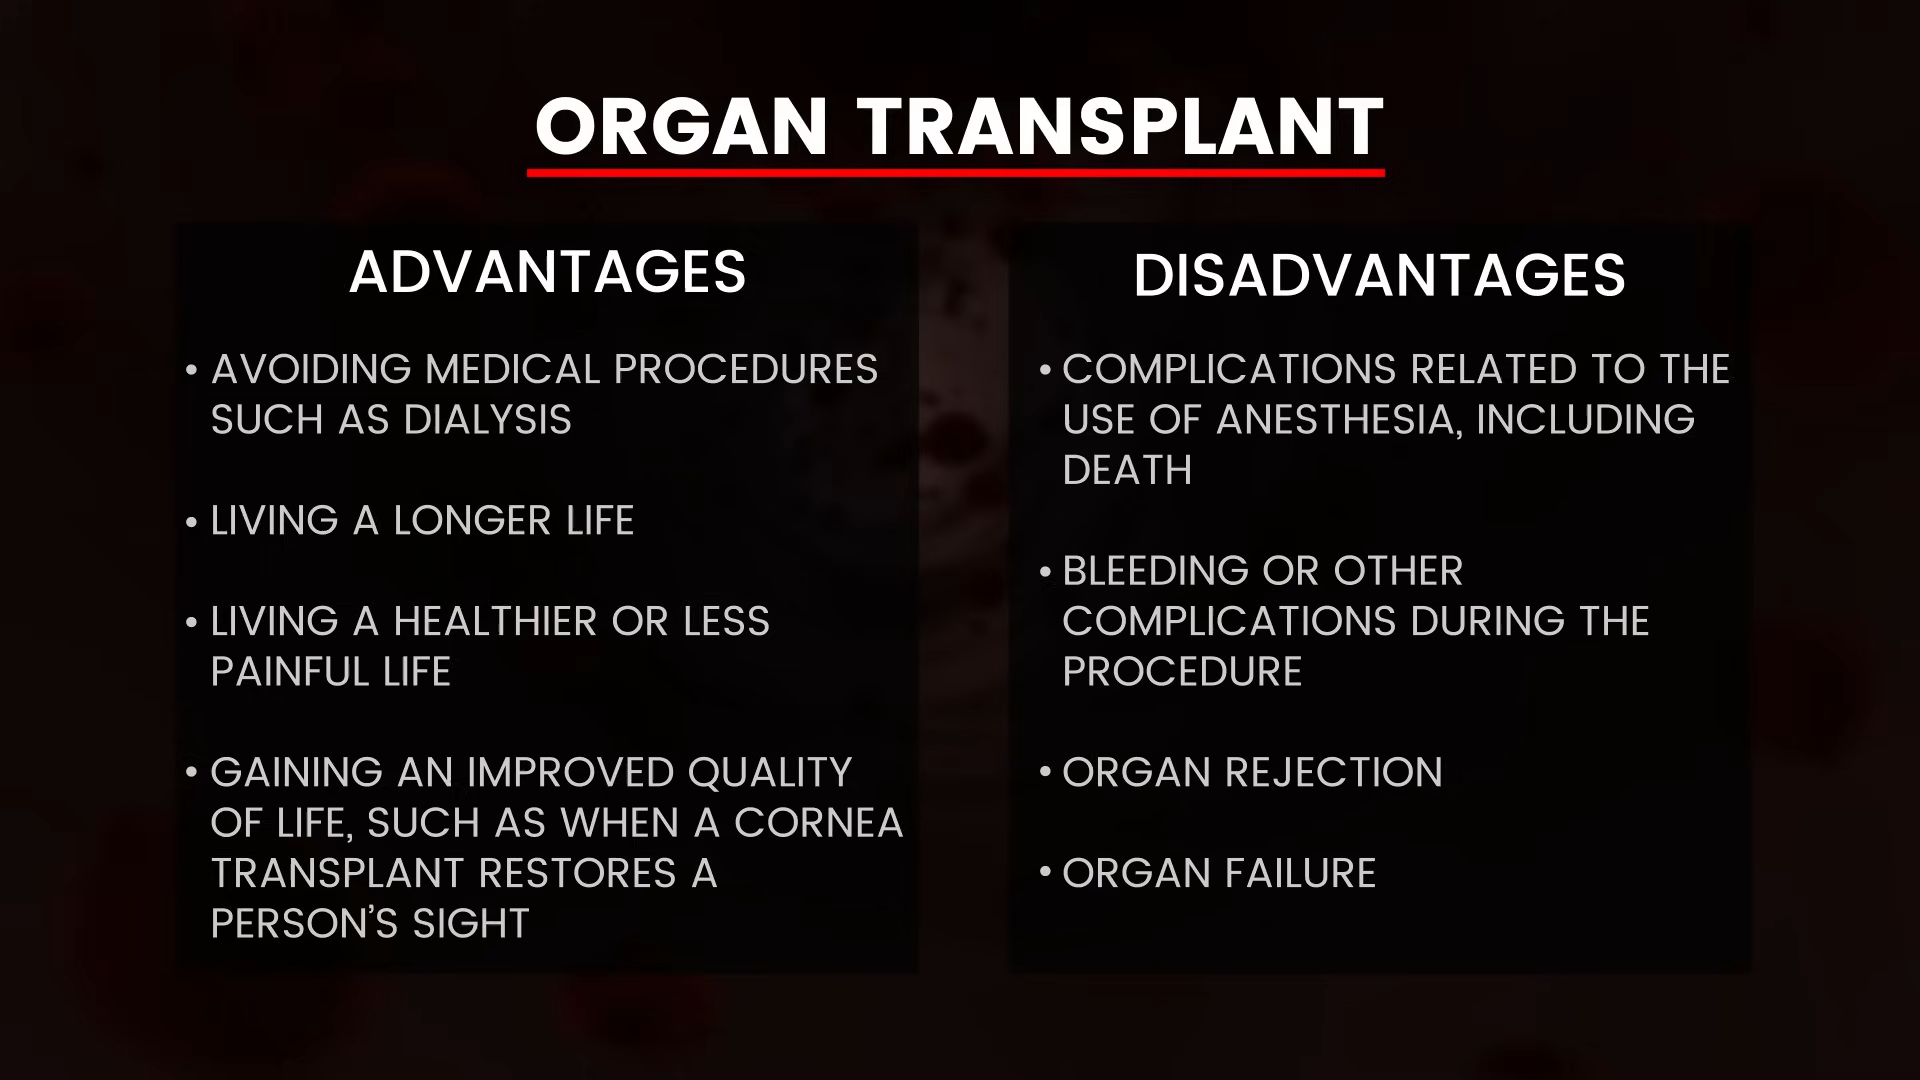 ORGAN TRANSPLANT
ADVANTAGES
• AVOIDING MEDICAL PROCEDURES
SUCH AS DIALYSIS
• LIVING A LONGER LIFE
• LIVING A HEALTHIER OR LESS
PAINFUL LIFE
• GAINING AN IMPROVED QUALITY
OF LIFE, SUCH AS WHEN A CORNEA
TRANSPLANT RESTORES A
PERSON’S SIGHT
DISADVANTAGES
• COMPLICATIONS RELATED TO THE
USE OF ANESTHESIA, INCLUDING
DEATH
• BLEEDING OR OTHER
COMPLICATIONS DURING THE
PROCEDURE
• ORGAN REJECTION
• ORGAN FAILURE